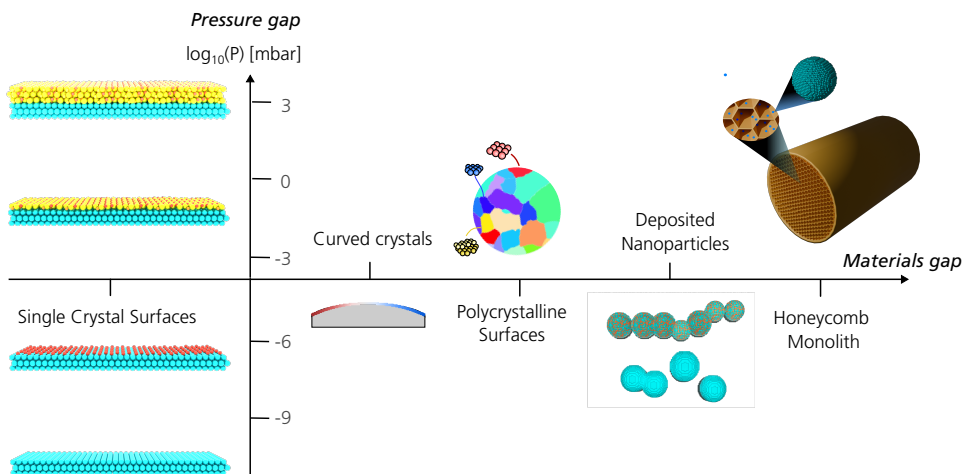 Pressure gap
log₁₀(P) [mbar]
3
0
-3
Curved crystals
Deposited
Nanoparticles
Materials gap
Single Crystal Surfaces
Polycrystalline
Surfaces
Honeycomb
Monolith
-6
-9